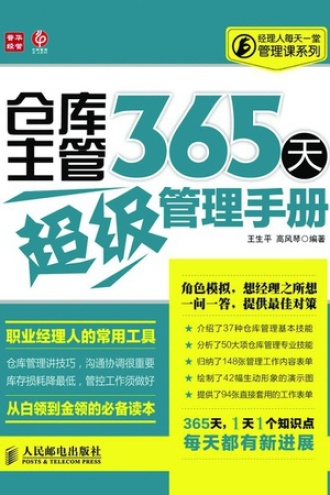 普华
经管
经理人每天一堂
管理课系列
仓库
主管
365天
超级
管理手册
王生平 高风琴◎编著
角色模拟,想经理之所想
一问一答,提供最佳对策
★ 介绍了37种仓库管理基本技能
★ 分析了50大项仓库管理专业技能
★ 归纳了148张管理工作内容表单
★ 绘制了42幅生动形象的演示图
★ 提供了94张直接套用的工作表单
365天,1天1个知识点
每天都有新进展
职业经理人的常用工具
仓库管理讲技巧,沟通协调很重要
库存损耗降最低,管控工作须做好
从白领到金领的必备读本
人民邮电出版社
POSTS & TELECOM PRESS